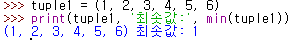 >>> tuple1 = (1, 2, 3, 4, 5, 6)
>>> print(tuple1, '최솟값:', min(tuple1))
(1, 2, 3, 4, 5, 6) 최솟값: 1